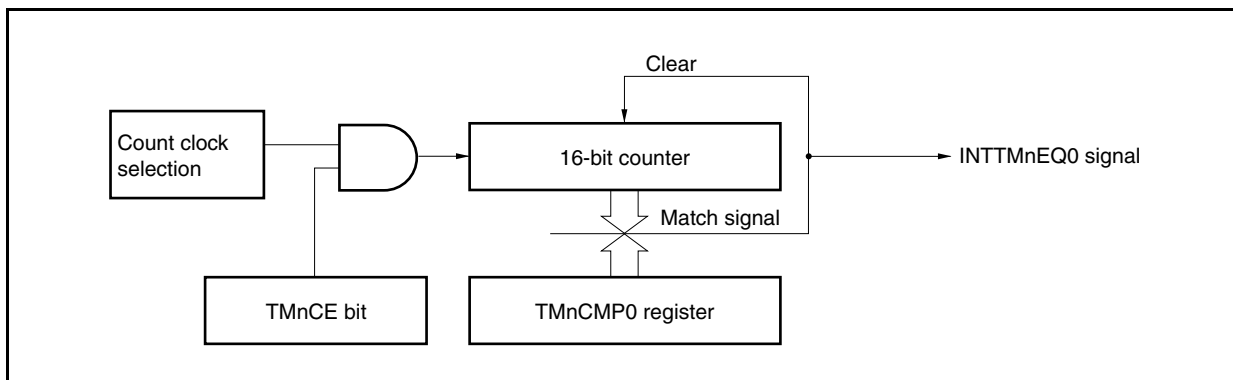 Clear
Count clock
selection
16-bit counter
INTTMnEQ0 signal
Match signal
TMnCE bit
TMnCMP0 register